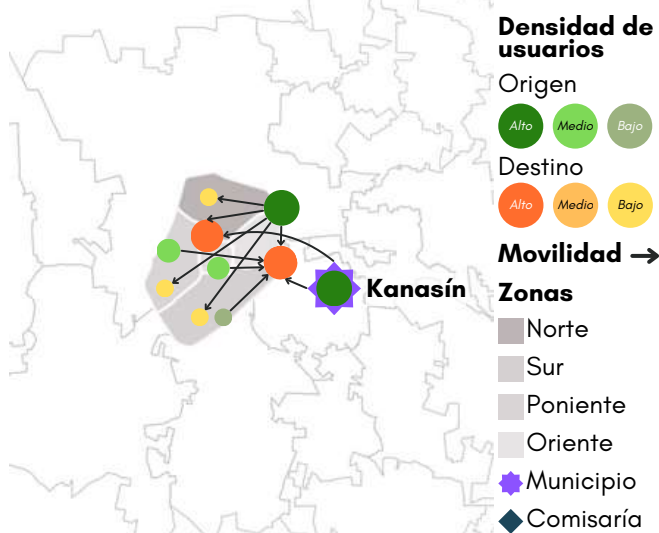 Densidad de
usuarios
Origen
Alto Medio Bajo
Destino
Alto Medio Bajo
Movilidad
Kanasín
Zonas
Norte
Sur
Poniente
Oriente
Municipio
Comisaría